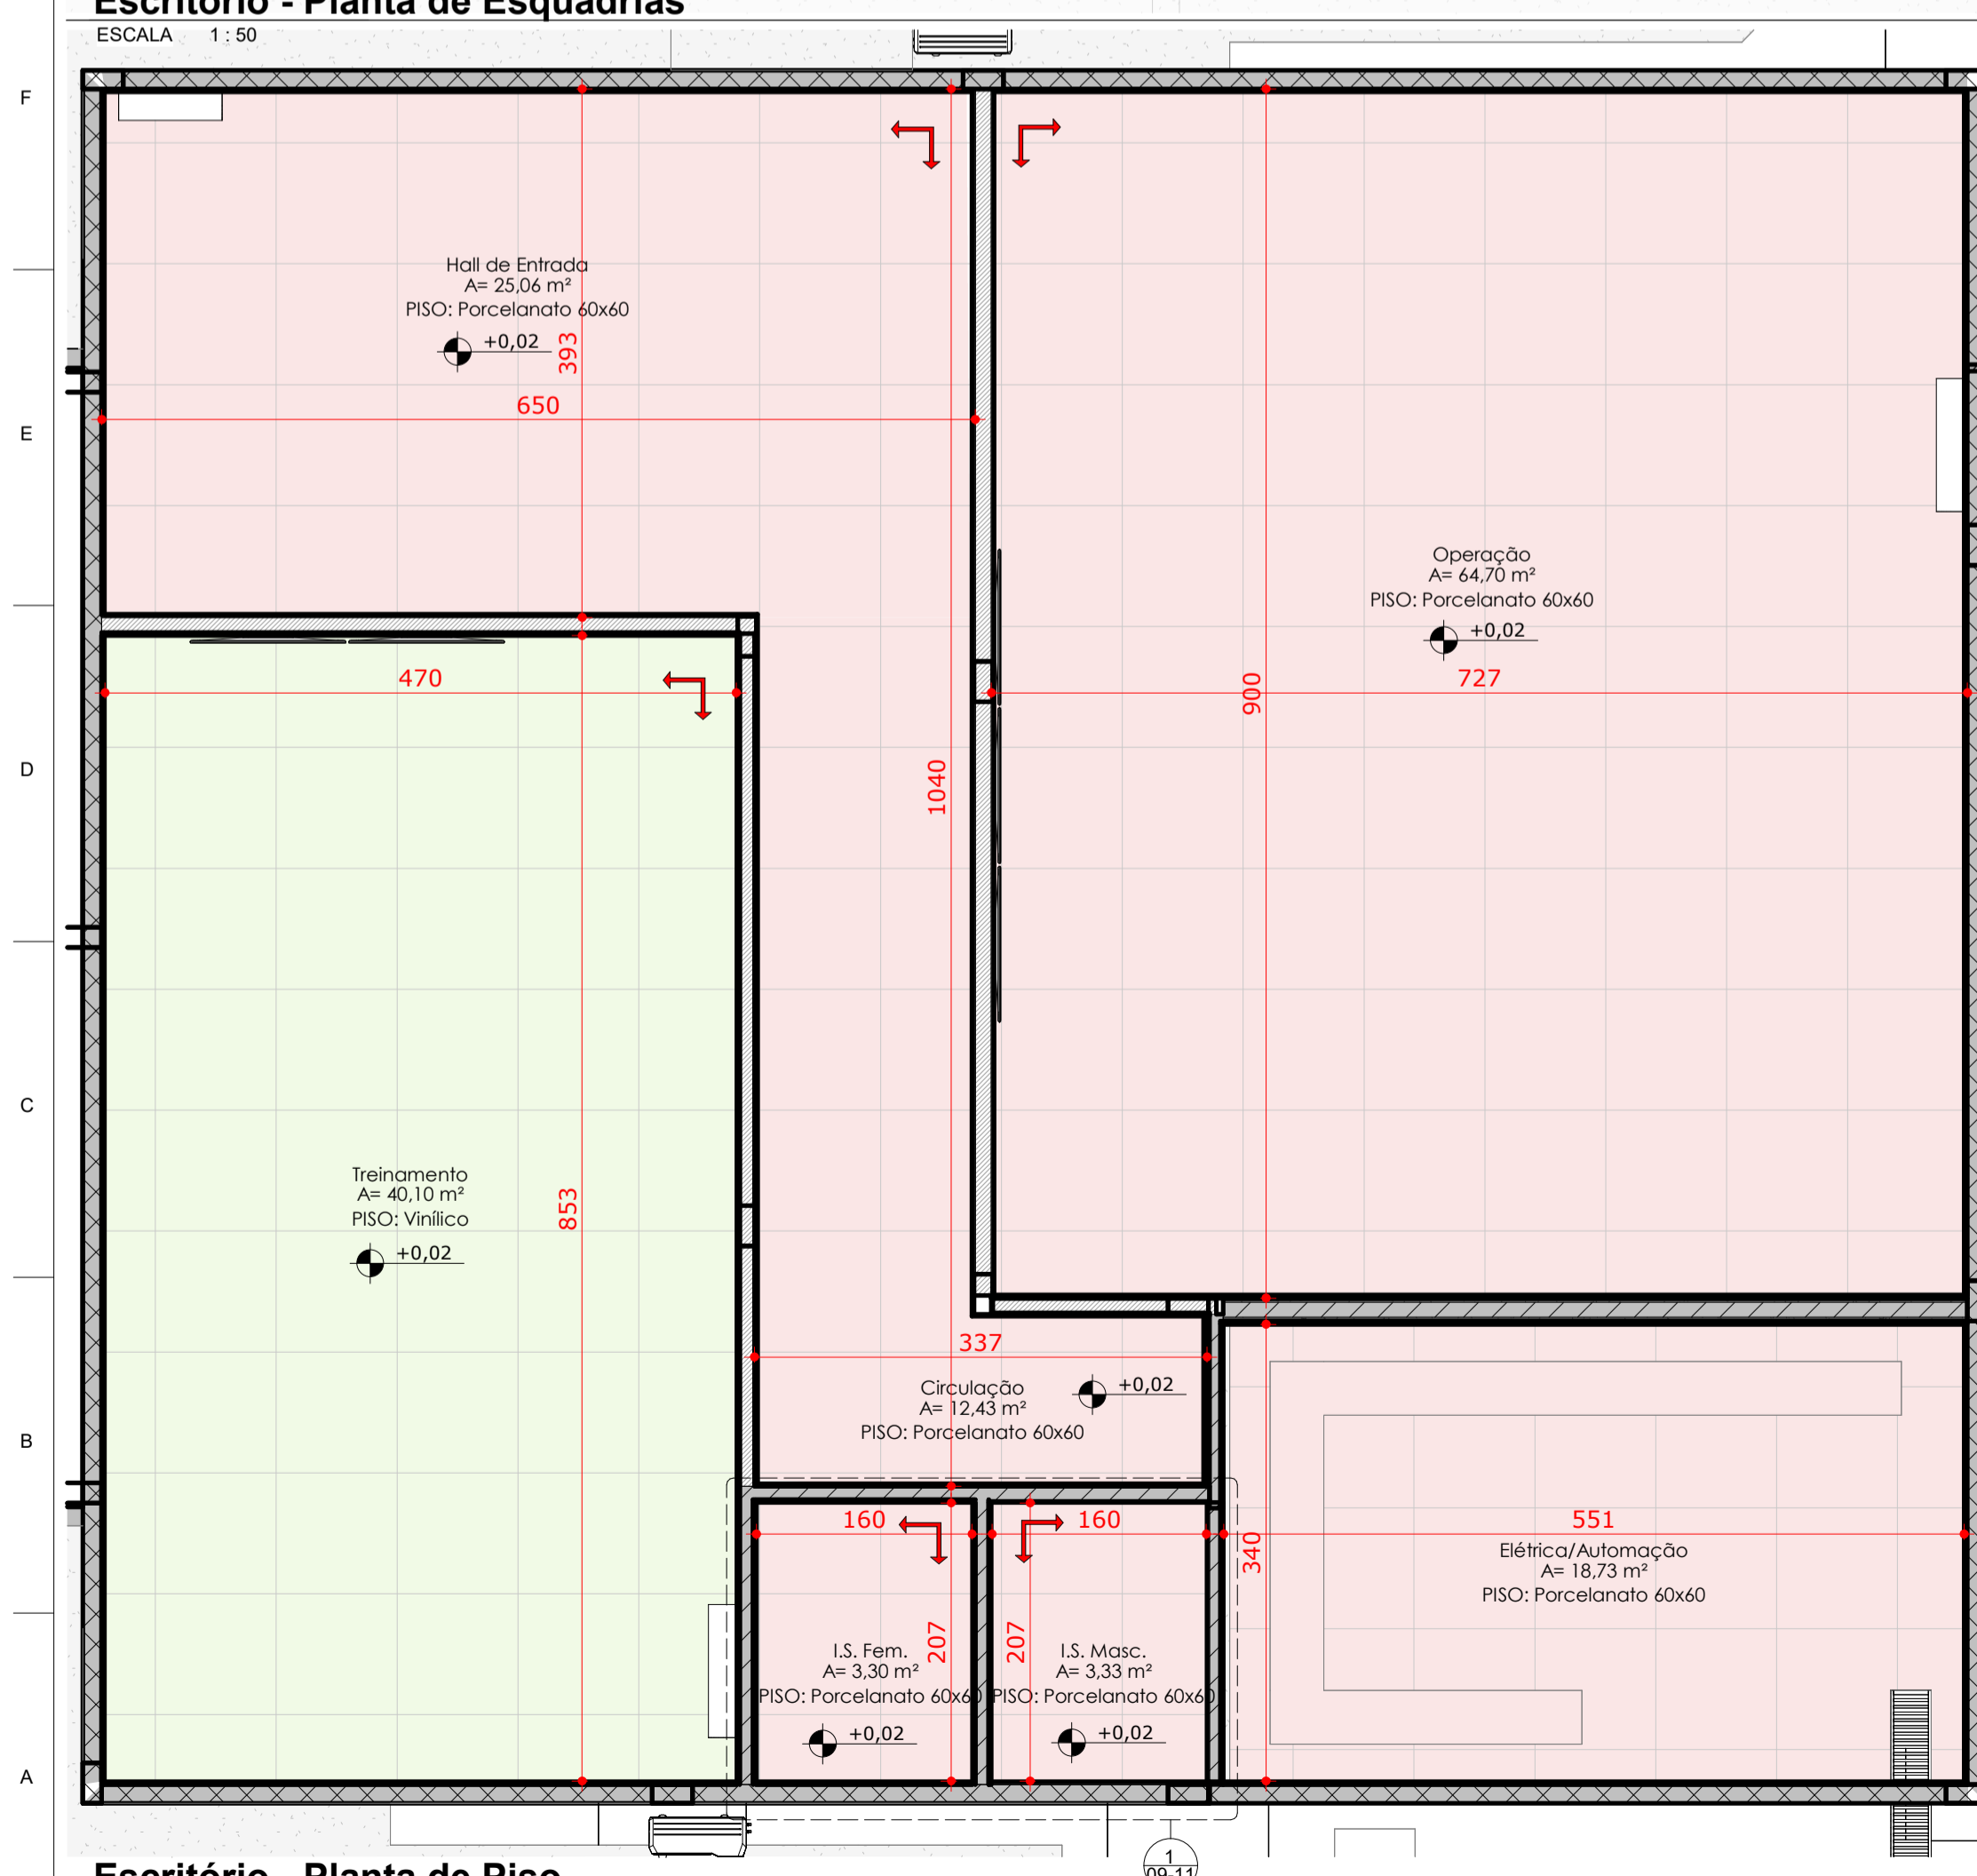 Escritório - Planta de Esquadrias
ESCALA 1 : 50
F
E
D
C
B
A
Hall de Entrada
A= 25,06 m²
PISO: Porcelanato 60x60
+0,02
393
650
Operação
A= 64,70 m²
PISO: Porcelanato 60x60
+0,02
727
900
470
1040
Treinamento
A= 40,10 m²
PISO: Vinílico
+0,02
853
337
Circulação
A= 12,43 m²
PISO: Porcelanato 60x60
+0,02
160
160
207
207
I.S. Fem.
A= 3,30 m²
PISO: Porcelanato 60x60
+0,02
I.S. Masc.
A= 3,33 m²
PISO: Porcelanato 60x60
+0,02
340
551
Elétrica/Automação
A= 18,73 m²
PISO: Porcelanato 60x60
1
09-11
Escritório - Planta de Piso